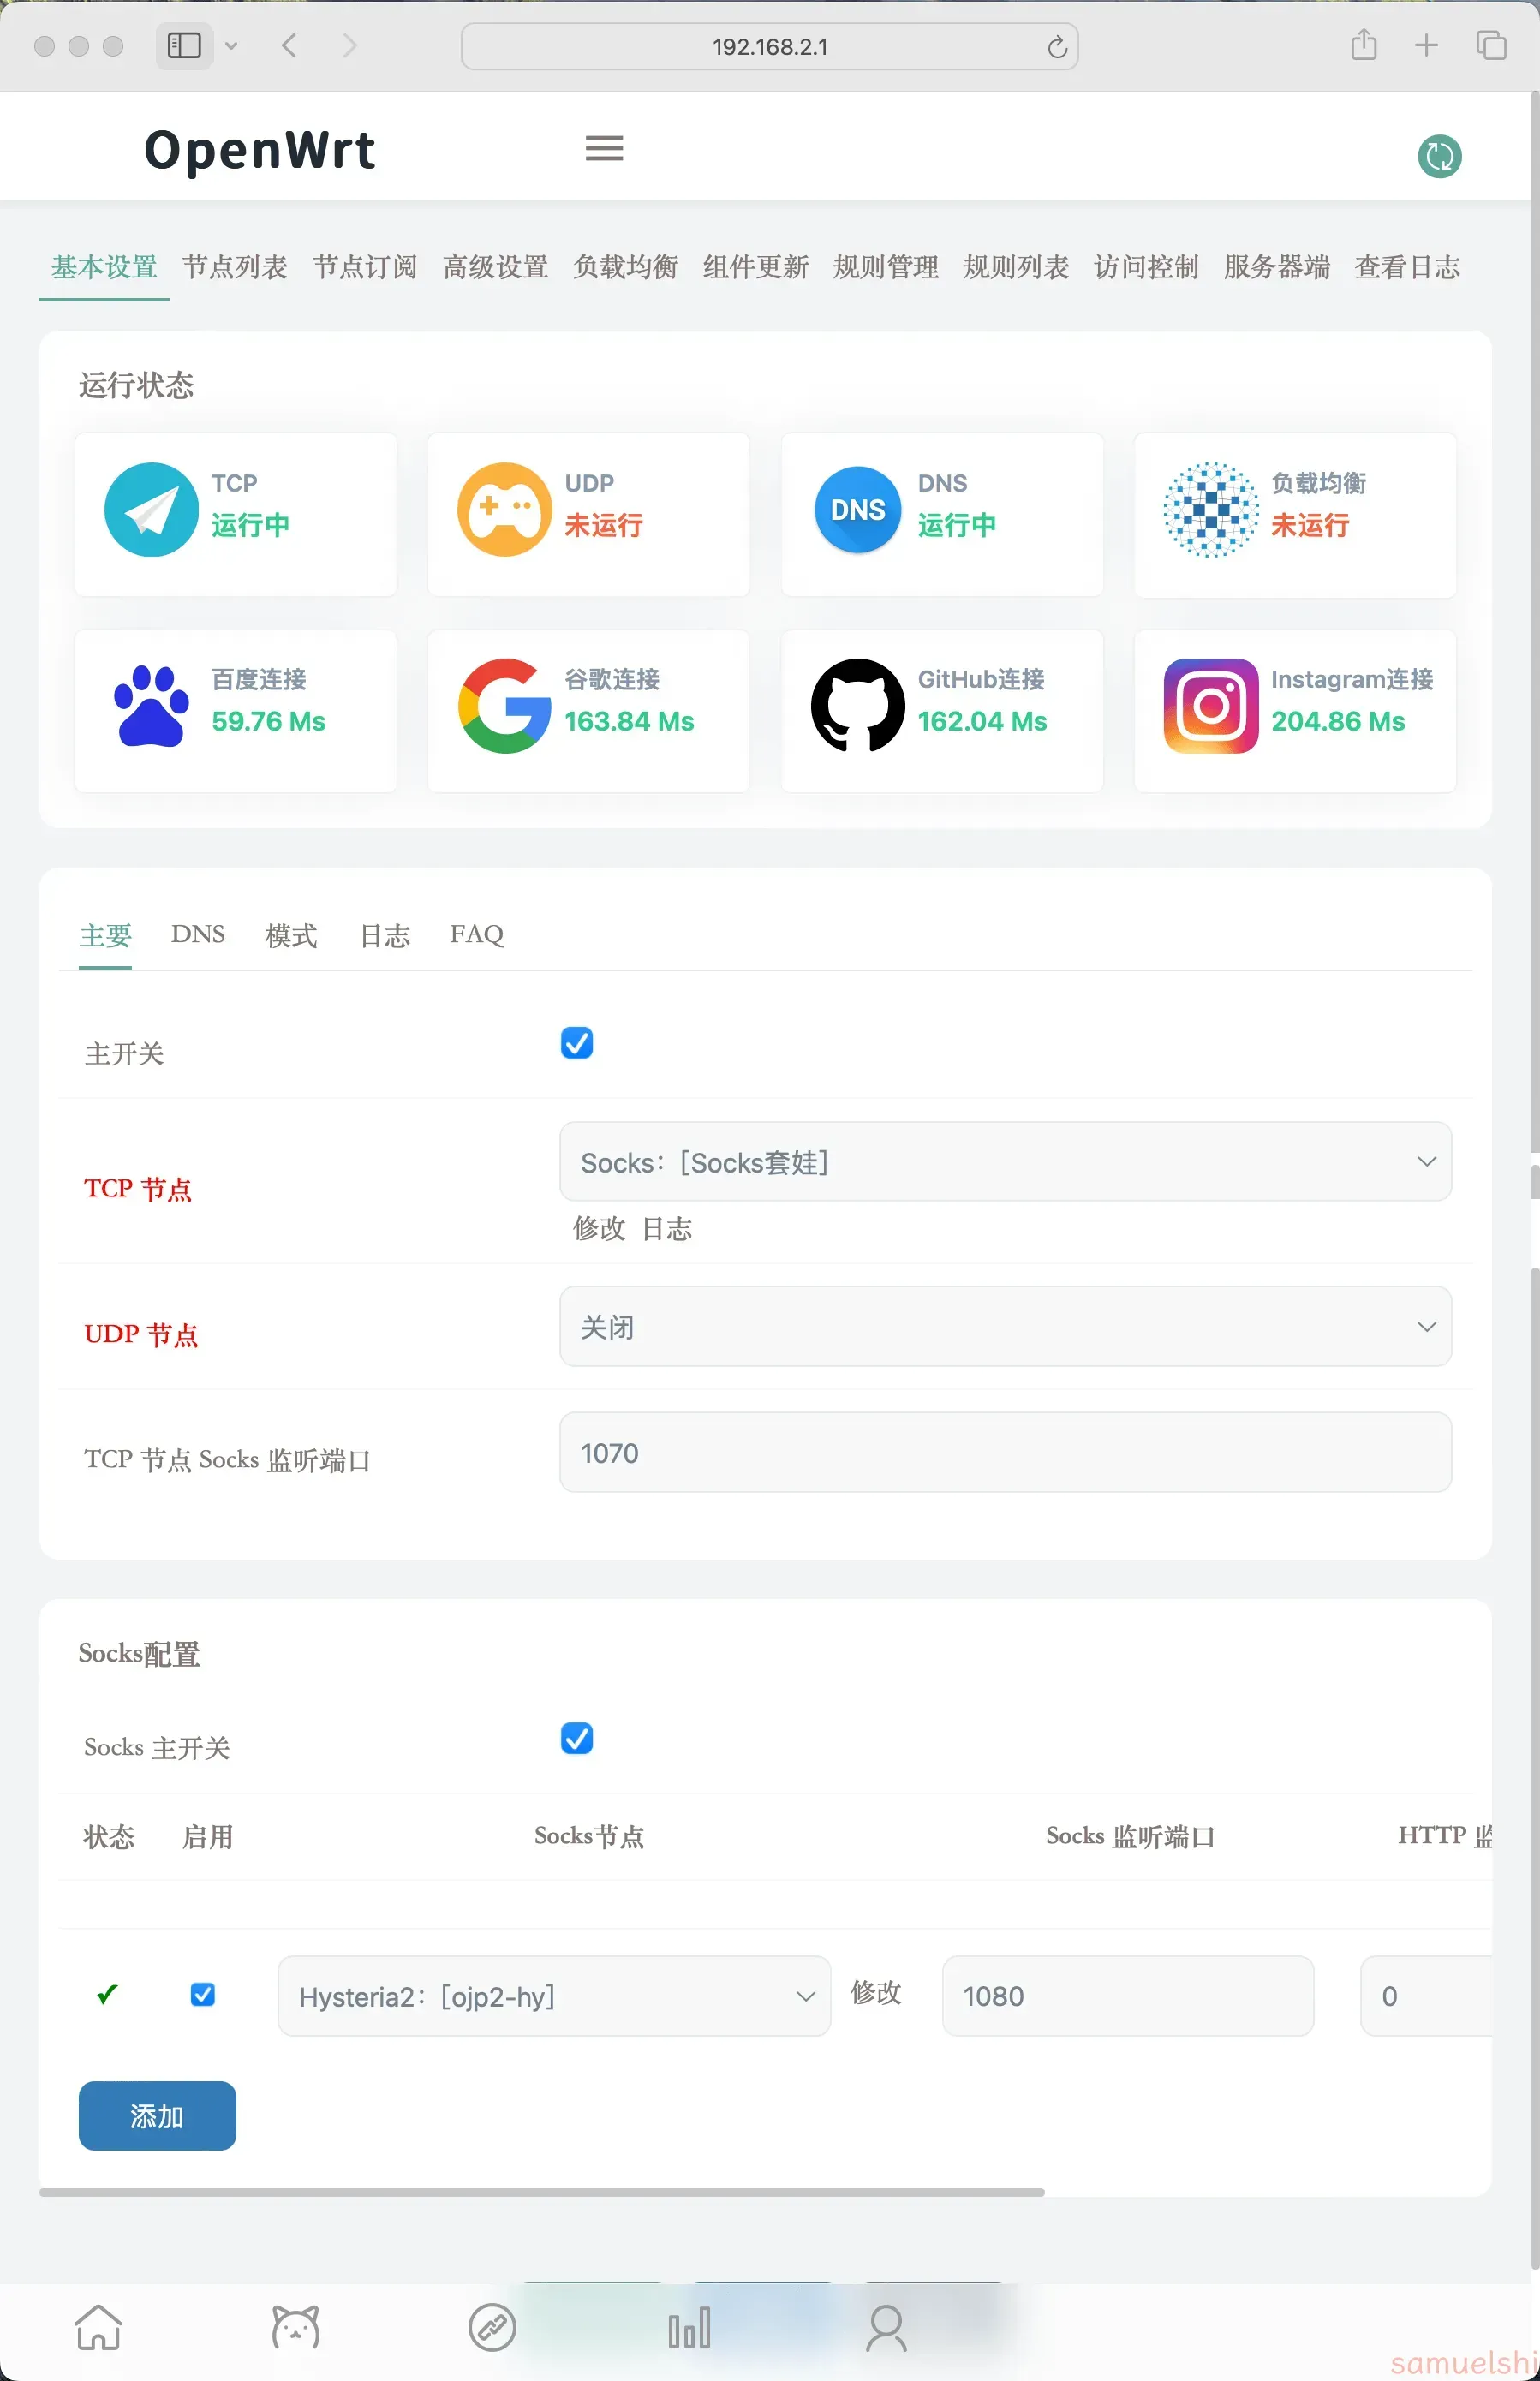 192.168.2.1
OpenWrt
基本设置 节点列表 节点订阅 高级设置 负载均衡 组件更新 规则管理 规则列表 访问控制 服务器端 查看日志
运行状态
TCP
运行中
UDP
未运行
DNS
DNS
运行中
负载均衡
未运行
百度连接
59.76 Ms
谷歌连接
163.84 Ms
GitHub连接
162.04 Ms
Instagram连接
204.86 Ms
主要 DNS 模式 日志 FAQ
主开关
TCP 节点
Socks：[Socks套娃]
修改 日志
UDP 节点
关闭
TCP 节点 Socks 监听端口
1070
Socks配置
Socks 主开关
状态 启用 Socks节点 Socks 监听端口 HTTP 监
Hysteria2：[ojp2-hy] 修改 1080 0
添加
samuelshi